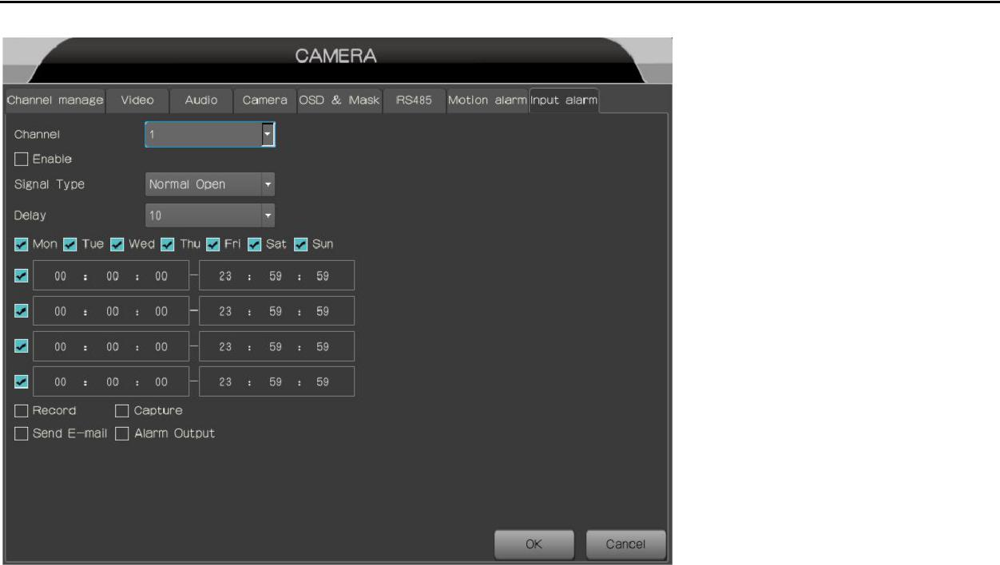 CAMERA
Channel manage Video Audio Camera OSD & Mask RS485 Motion alarm Input alarm
Channel 1
Enable
Signal Type Normal Open
Delay 10
Mon Tue Wed Thu Fri Sat Sun
00 : 00 : 00 — 23 : 59 : 59
00 : 00 : 00 — 23 : 59 : 59
00 : 00 : 00 — 23 : 59 : 59
00 : 00 : 00 — 23 : 59 : 59
Record Capture
Send E-mail Alarm Output
OK Cancel